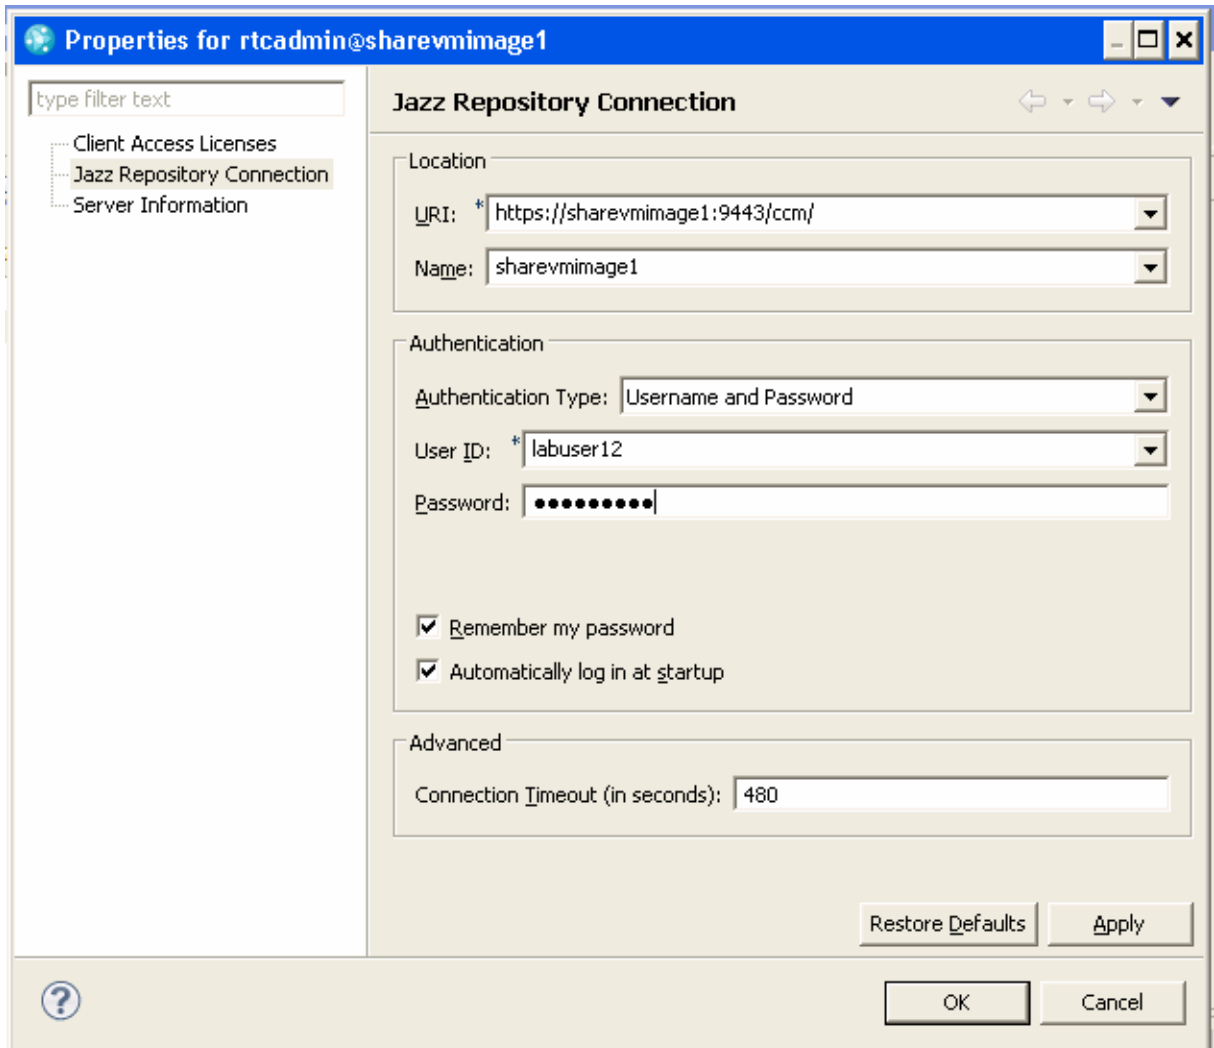 Properties for rtcadmin@sharevmimage1
type filter text
Client Access Licenses
Jazz Repository Connection
Server Information
Jazz Repository Connection
Location
URI: * https://sharevmimage1:9443/ccm/
Name: sharevmimage1
Authentication
Authentication Type: Username and Password
User ID: * labuser12
Password: ●●●●●●●●●
Remember my password
Automatically log in at startup
Advanced
Connection Timeout (in seconds): 480
Restore Defaults Apply
? OK Cancel